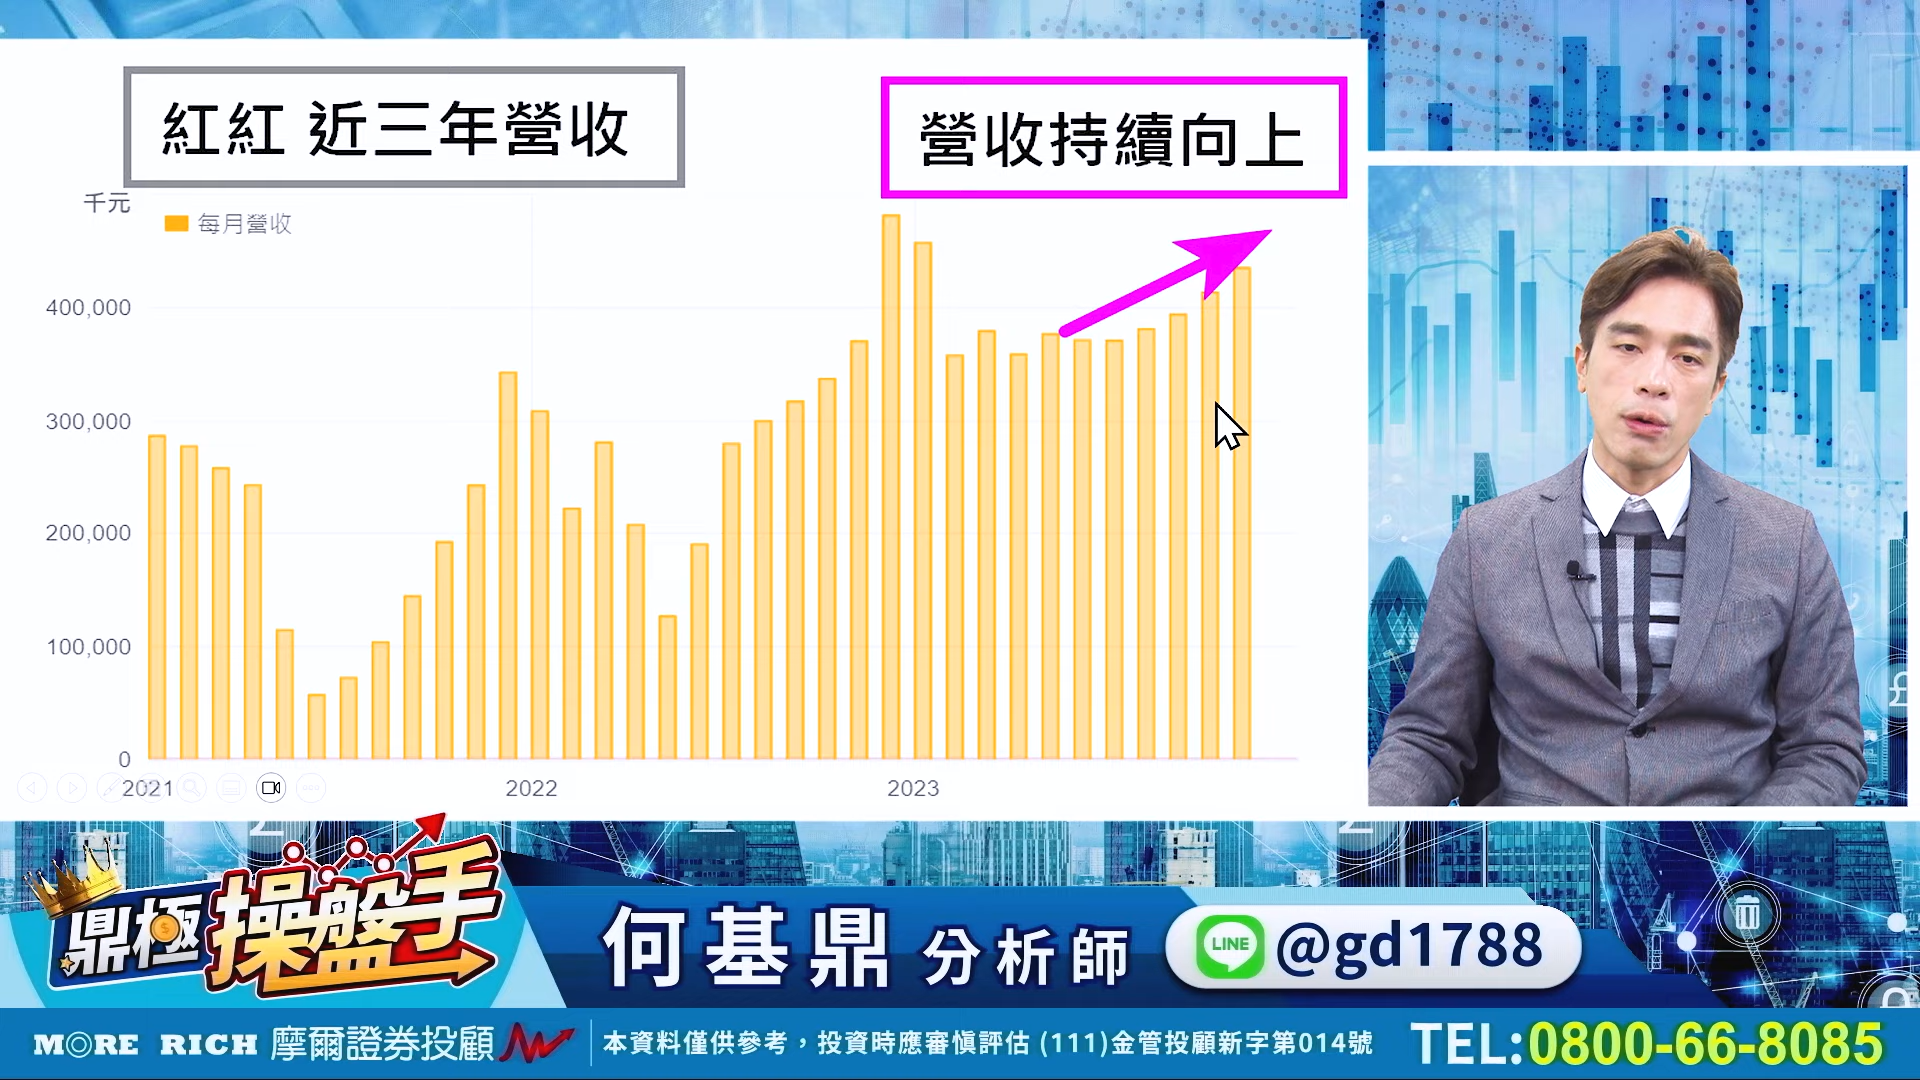 紅紅 近三年營收
營收持續向上
千元
每月營收
400,000
300,000
200,000
100,000
0
2021
2022
2023
鼎極操盤手
何基鼎 分析師
LINE
@gd1788
MORE RICH 摩爾證券投顧
本資料僅供參考，投資時應審慎評估 (111)金管投顧新字第014號
TEL:0800-66-8085